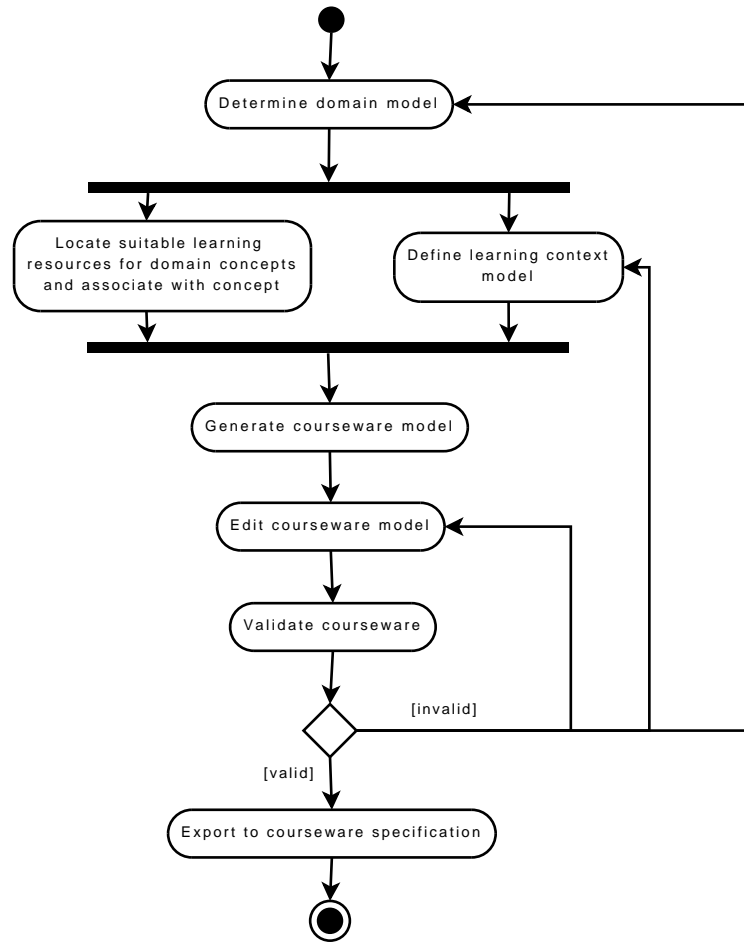 Determine domain model
Locate suitable learning
resources for domain concepts
and associate with concept
Define learning context
model
Generate courseware model
Edit courseware model
Validate courseware
[invalid]
[valid]
Export to courseware specification